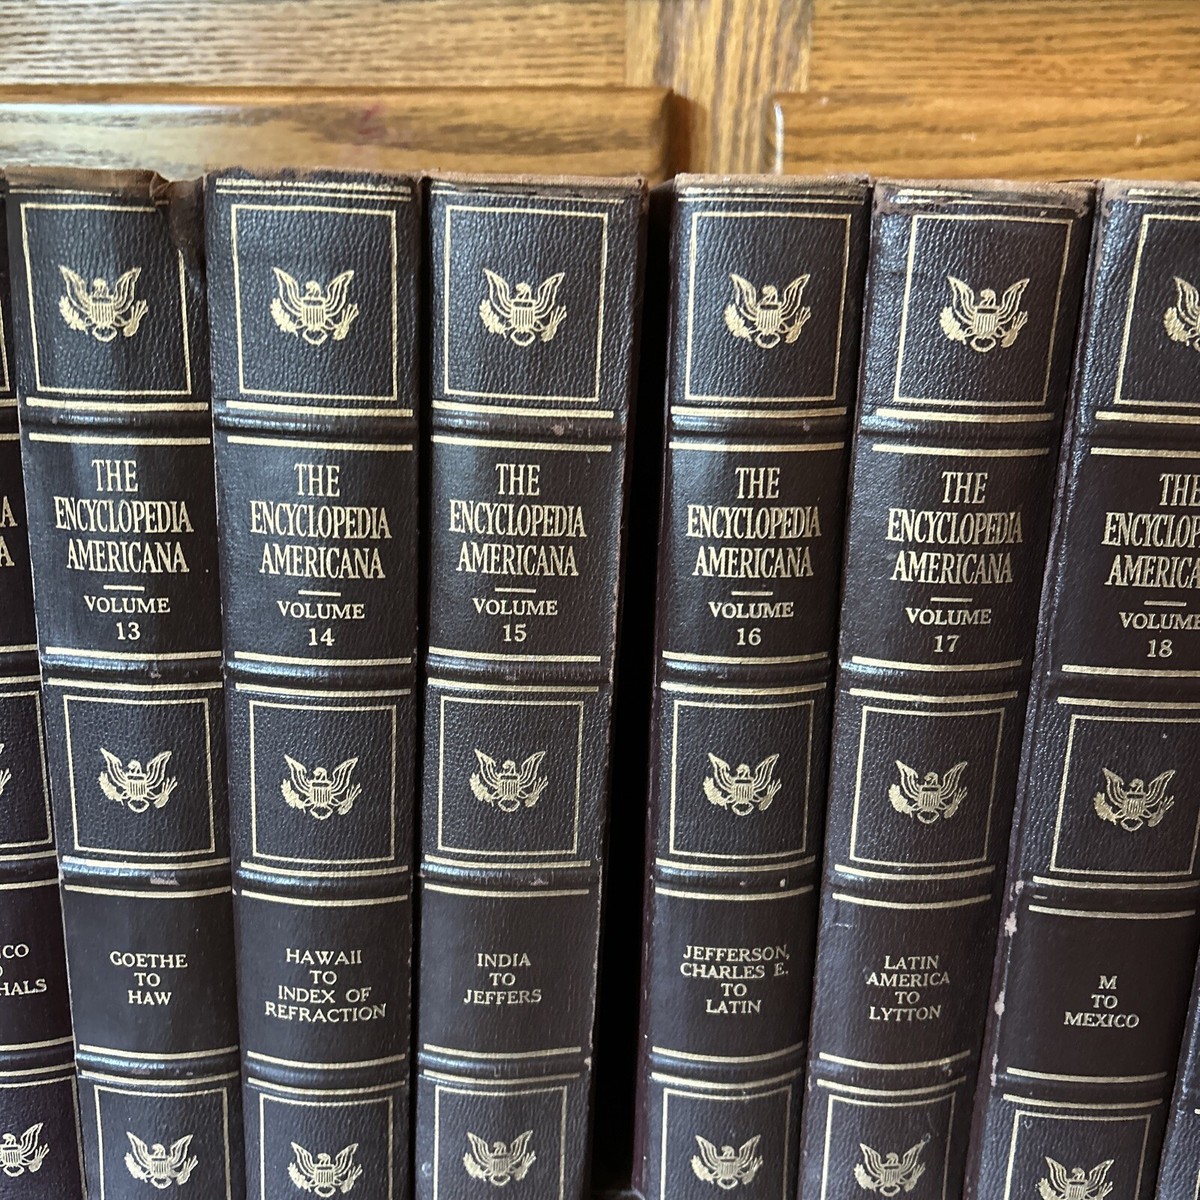 THE
ENCYCLOPEDIA
AMERICANA
VOLUME
13
GOETHE
TO
HAW
THE
ENCYCLOPEDIA
AMERICANA
VOLUME
14
HAWAII
TO
INDEX OF
REFRACTION
THE
ENCYCLOPEDIA
AMERICANA
VOLUME
15
INDIA
TO
JEFFERS
THE
ENCYCLOPEDIA
AMERICANA
VOLUME
16
JEFFERSON,
CHARLES E.
TO
LATIN
THE
ENCYCLOPEDIA
AMERICANA
VOLUME
17
LATIN
AMERICA
TO
LYTTON
THE
VOLUME
18
M
TO
MEXICO